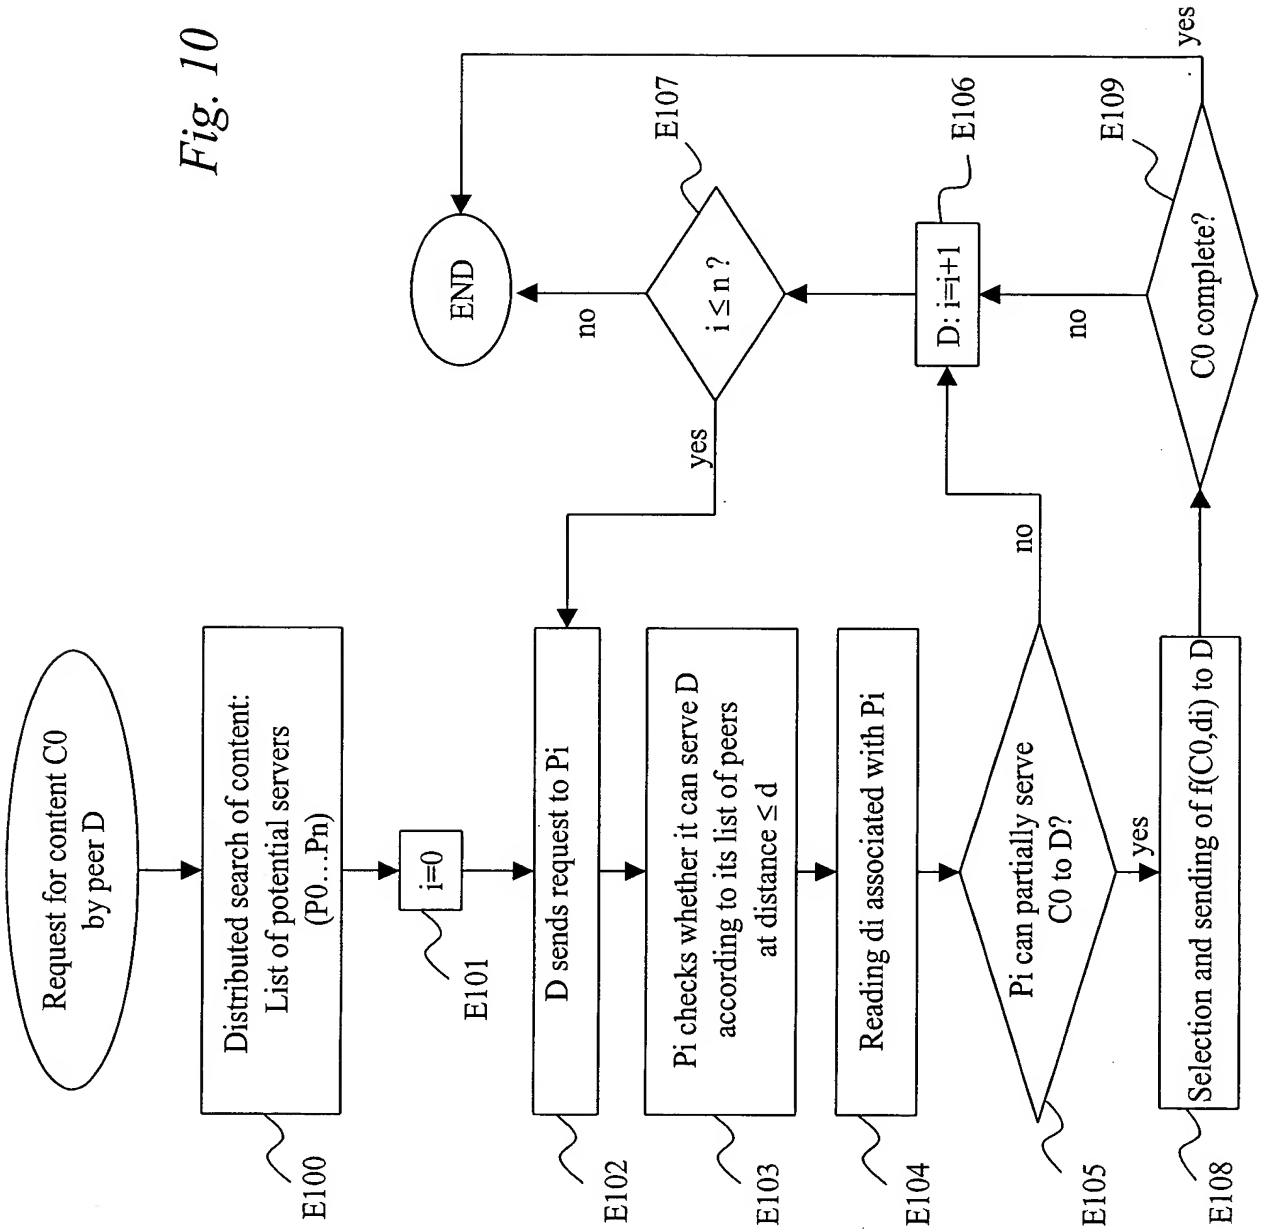 Fig. 10
Request for content C0
by peer D
Distributed search of content:
List of potential servers
(P0...Pn)
E100
i=0
E101
D sends request to Pi
E102
Pi checks whether it can serve D
according to its list of peers
at distance ≤ d
E103
Reading di associated with Pi
E104
Pi can partially serve
C0 to D?
E105
no
yes
Selection and sending of f(C0,di) to D
E108
C0 complete?
E109
yes
no
D: i=i+1
E106
i ≤ n ?
E107
yes
no
END